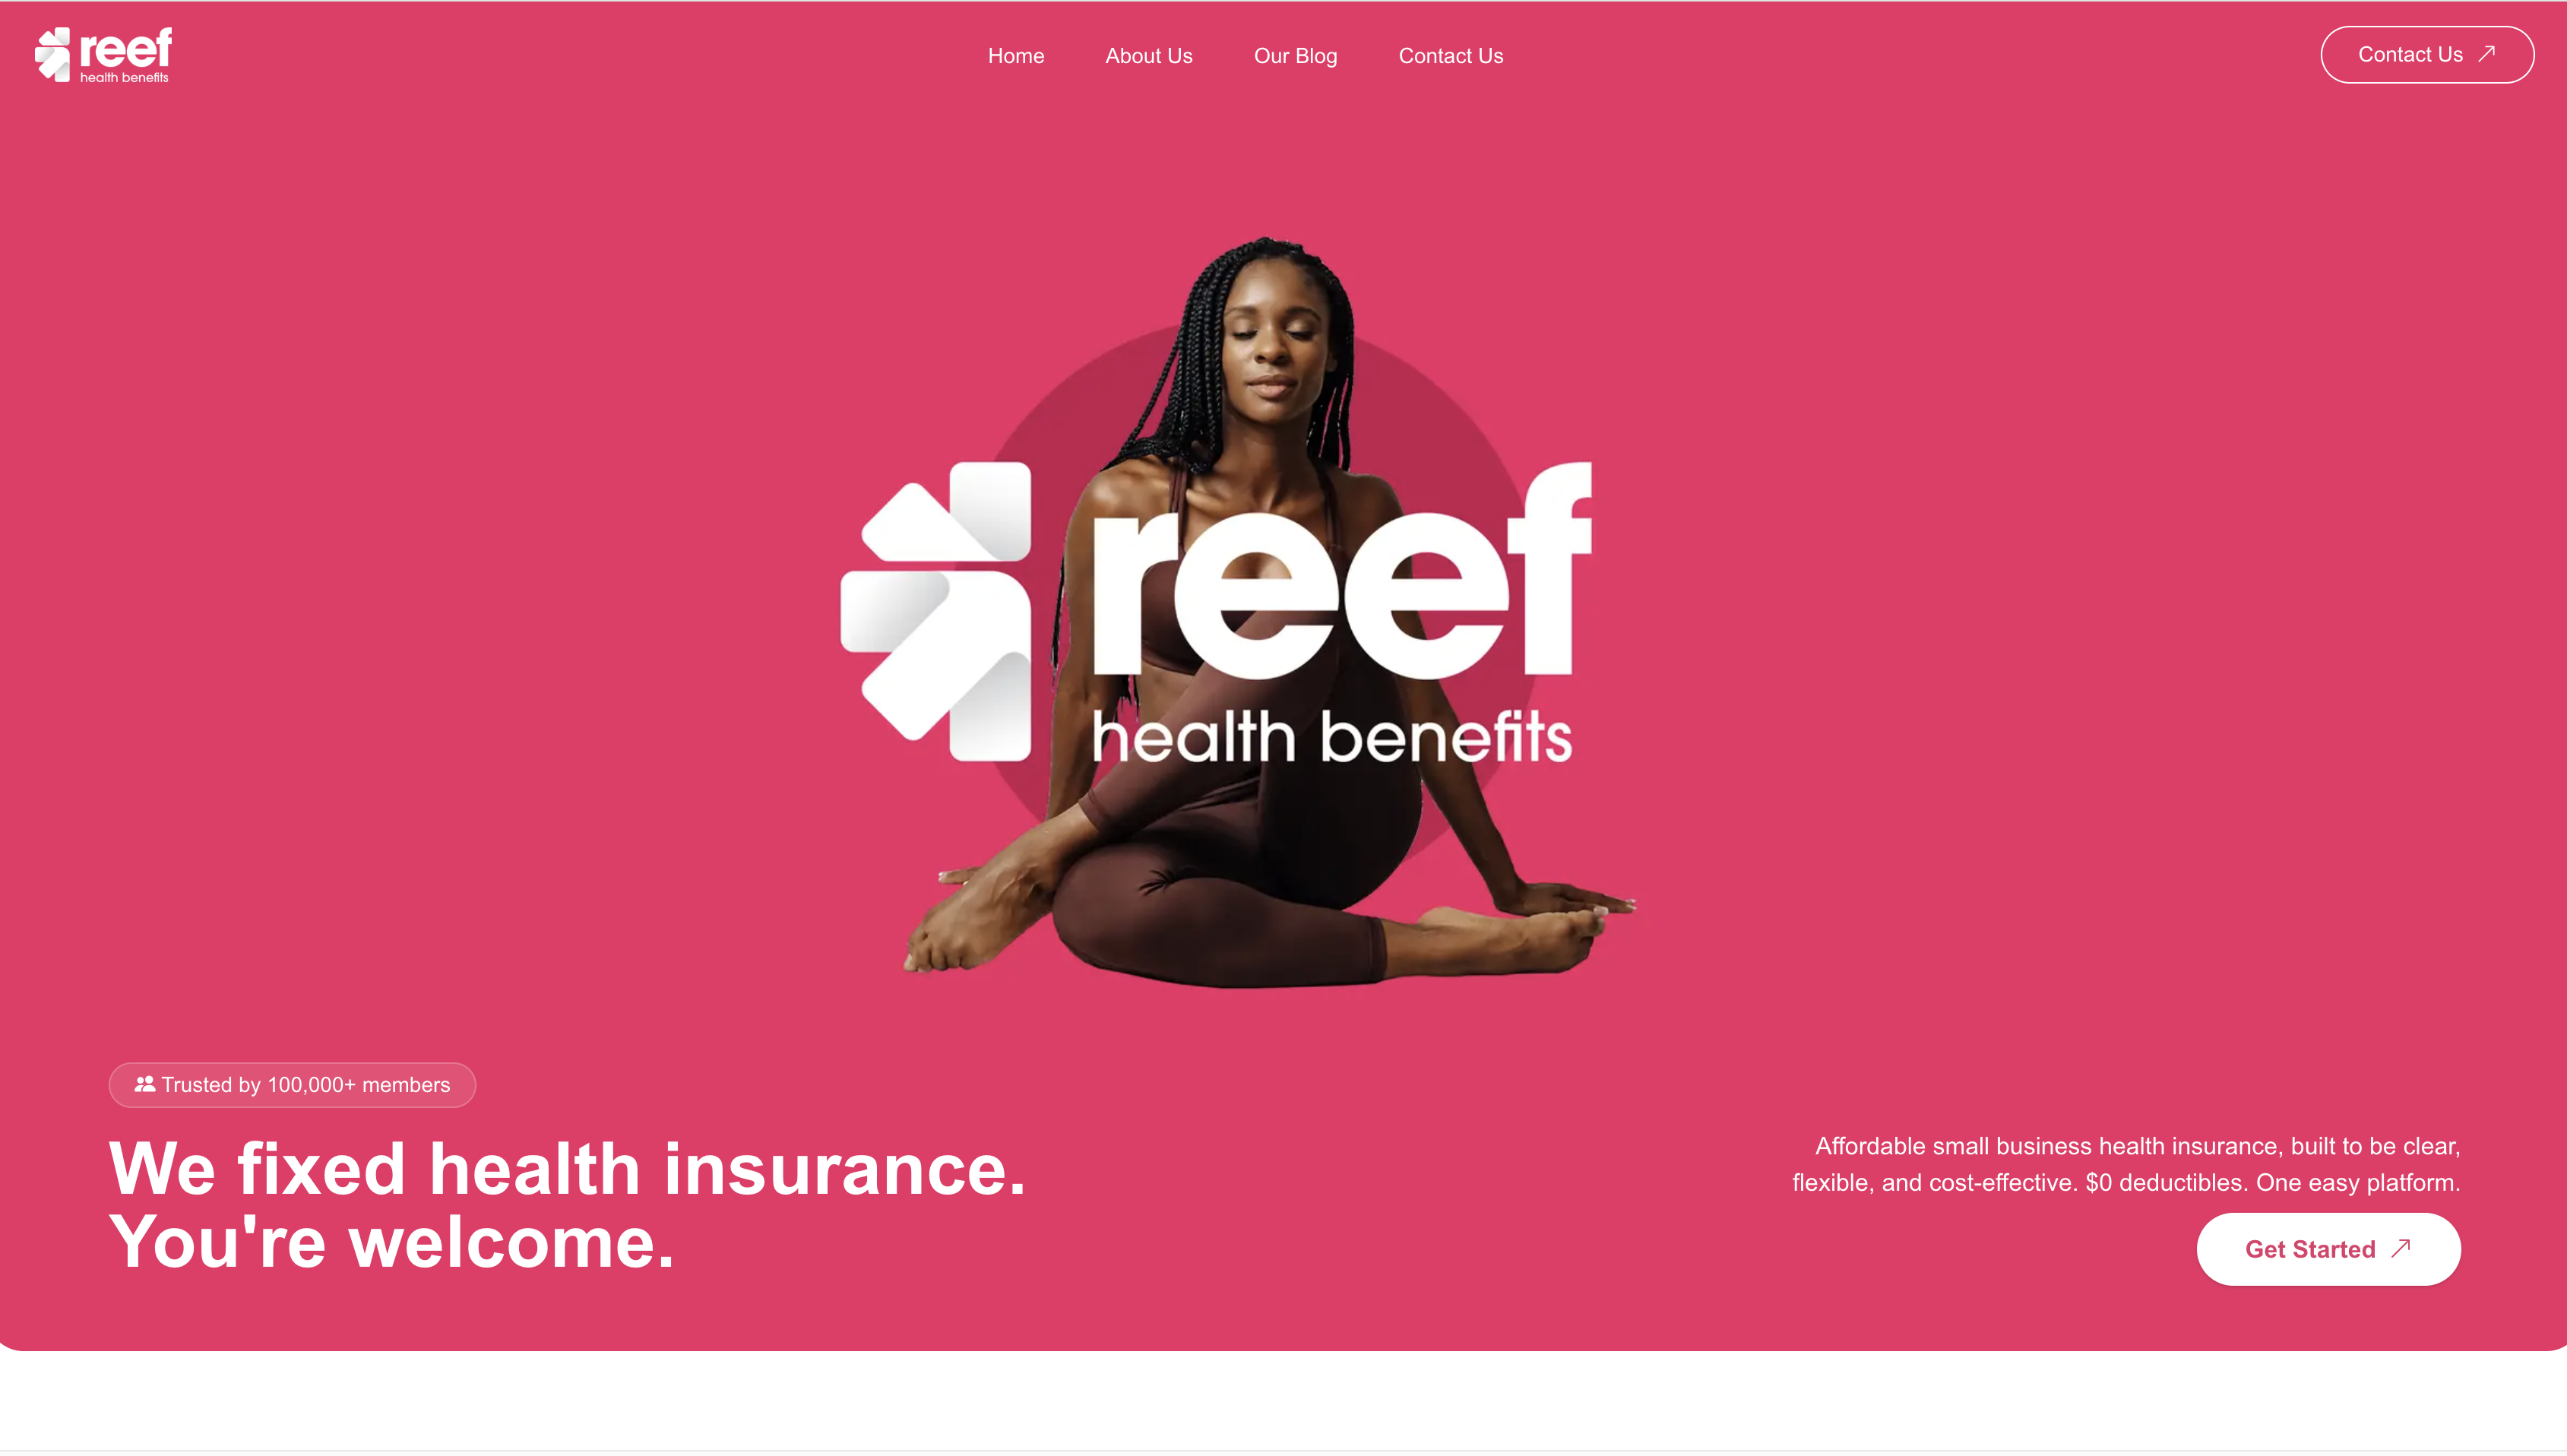 reef
health benefits
Home
About Us
Our Blog
Contact Us
Contact Us
reef
health benefits
Trusted by 100,000+ members
We fixed health insurance.
You're welcome.
Affordable small business health insurance, built to be clear,
flexible, and cost-effective. $0 deductibles. One easy platform.
Get Started